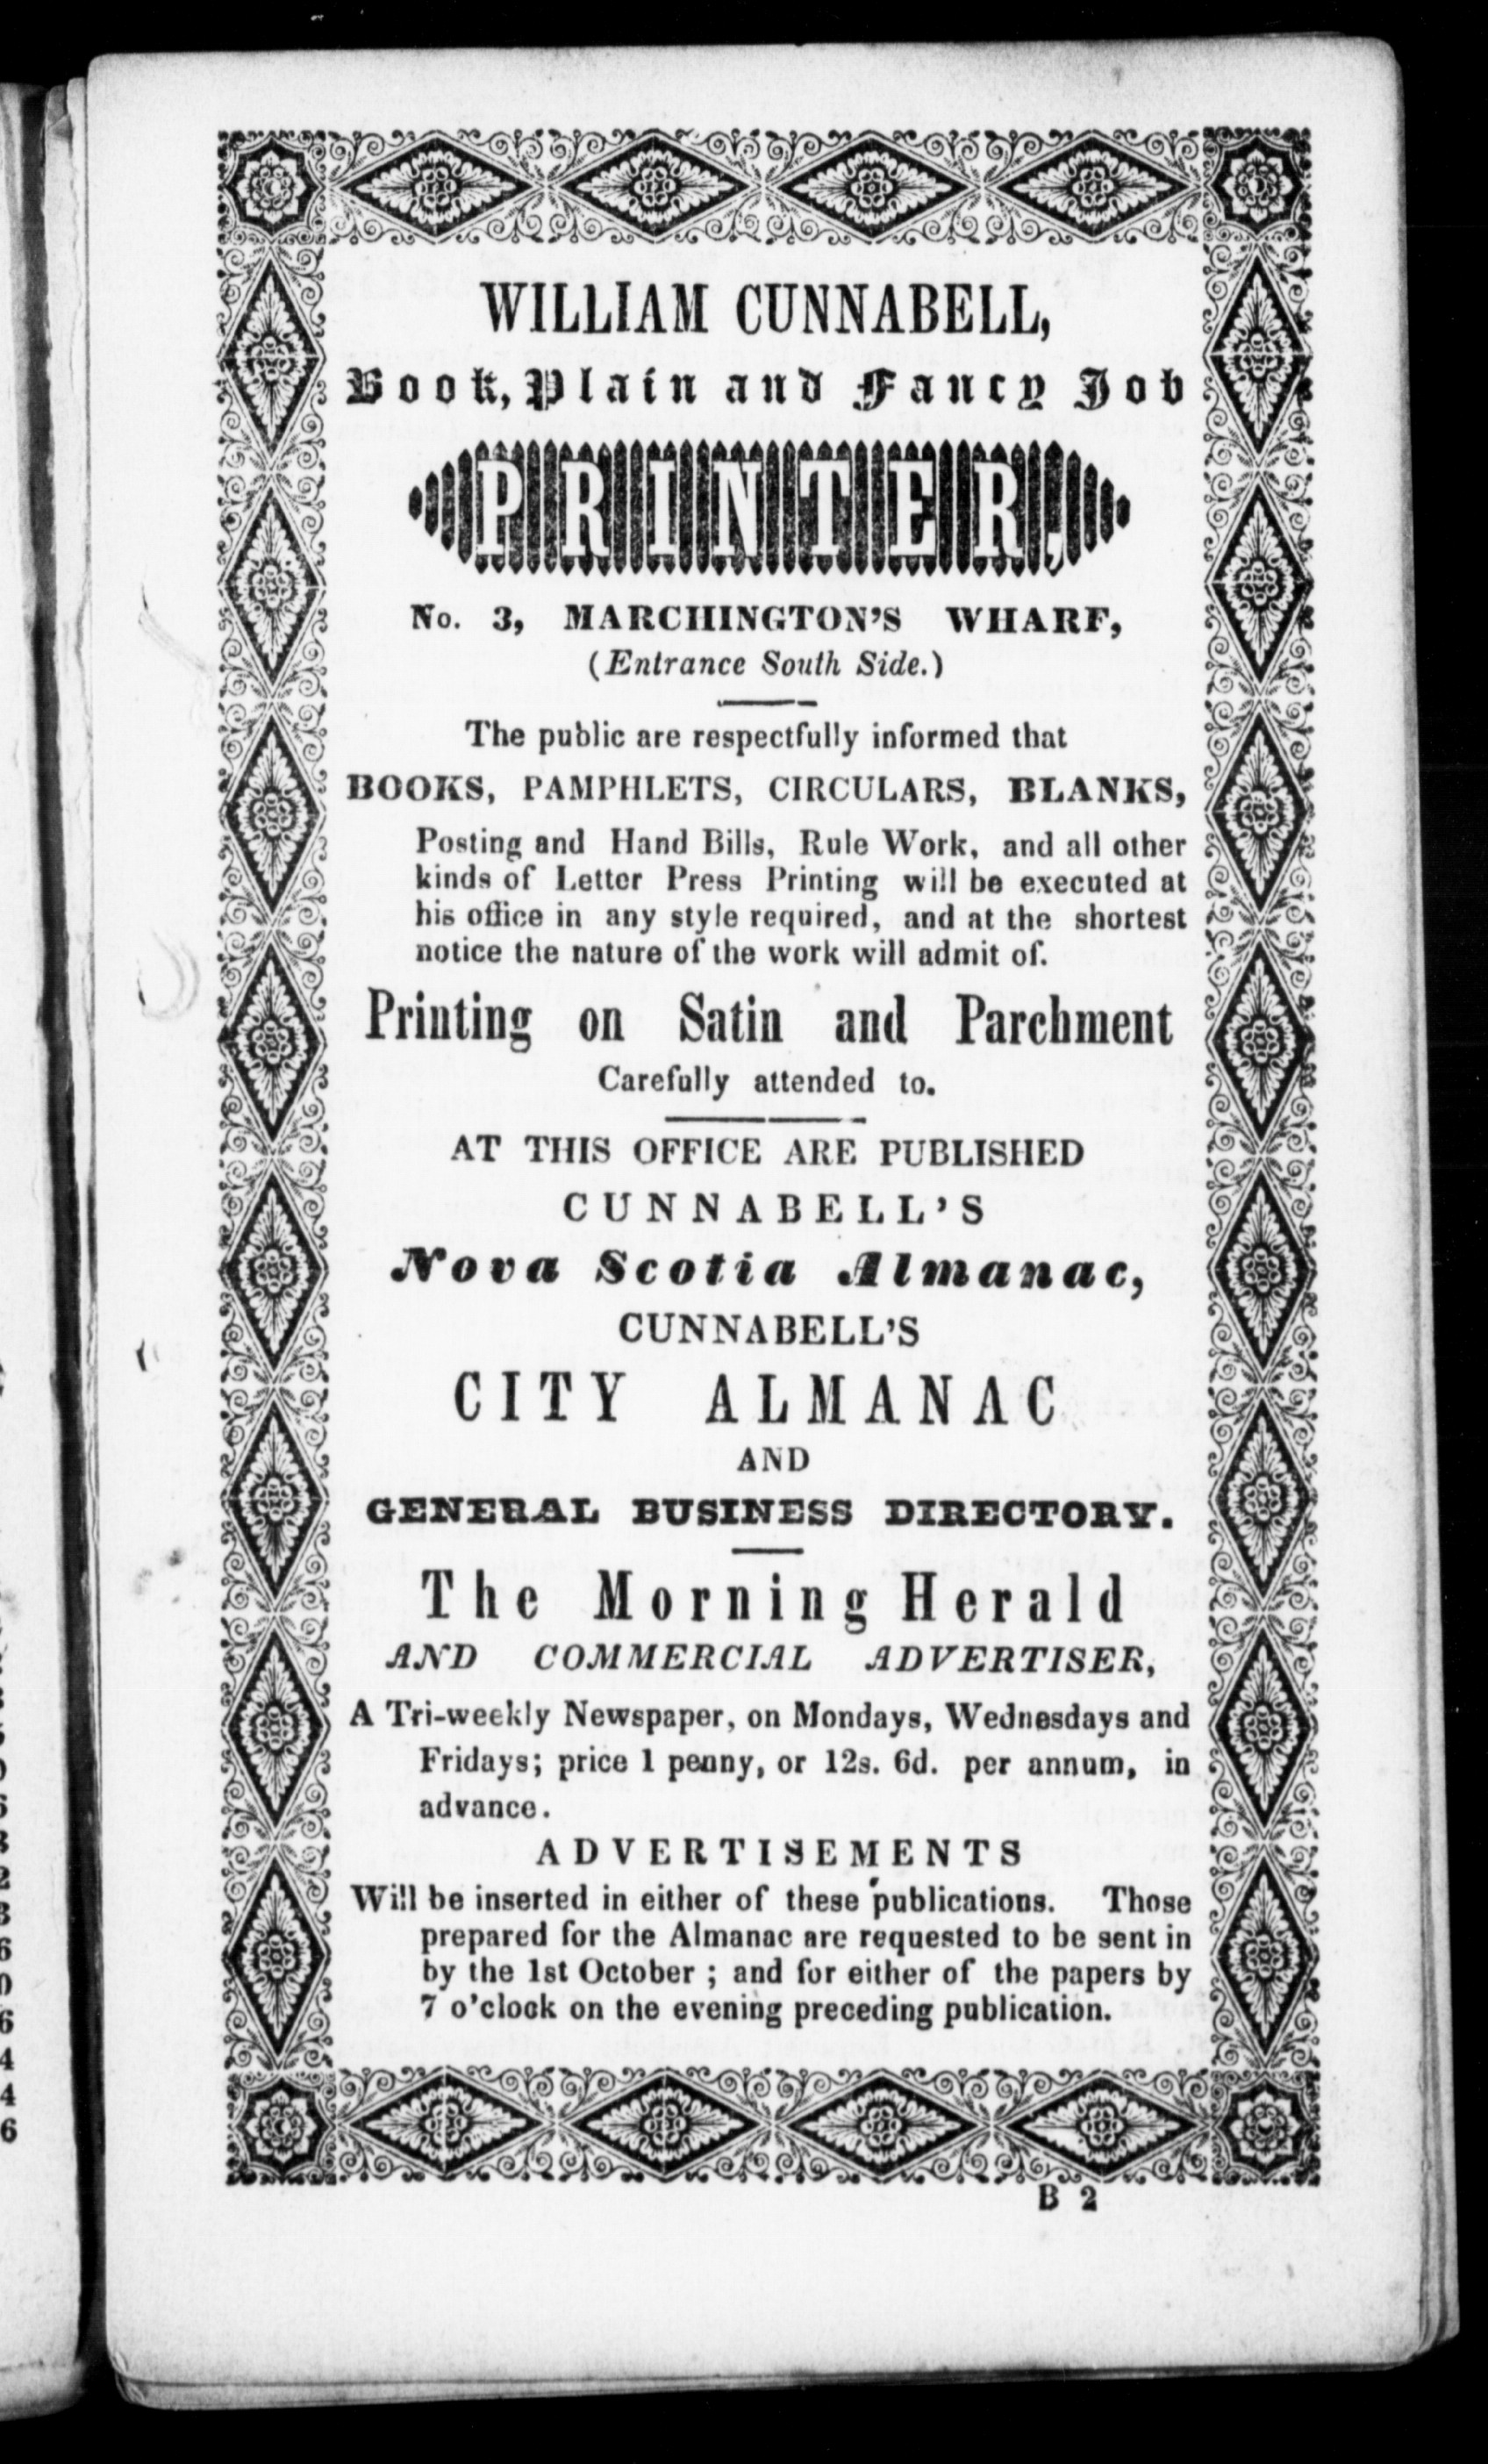 WILLIAM CUNNABELL,
Book, Plain and Fancy Job
PRINTER,
No. 3, MARCHINGTON'S WHARF,
(Entrance South Side.)
The public are respectfully informed that
BOOKS, PAMPHLETS, CIRCULARS, BLANKS,
Posting and Hand Bills, Rule Work, and all other
kinds of Letter Press Printing will be executed at
his office in any style required, and at the shortest
notice the nature of the work will admit of.
Printing on Satin and Parchment
Carefully attended to.
AT THIS OFFICE ARE PUBLISHED
CUNNABELL'S
Nova Scotia Almanac,
CUNNABELL'S
CITY ALMANAC
AND
GENERAL BUSINESS DIRECTORY.
The Morning Herald
AND COMMERCIAL ADVERTISER,
A Tri-weekly Newspaper, on Mondays, Wednesdays and
Fridays; price 1 penny, or 12s. 6d. per annum, in
advance.
ADVERTISEMENTS
Will be inserted in either of these publications. Those
prepared for the Almanac are requested to be sent in
by the 1st October ; and for either of the papers by
7 o'clock on the evening preceding publication.
B 2